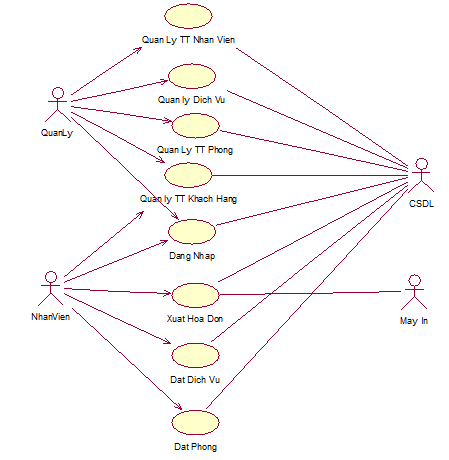 Quan Ly TT Nhan Vien
Quan ly Dich Vu
QuanLy
Quan Ly TT Phong
Quan ly TT Khach Hang
CSDL
Dang Nhap
NhanVien
Xuat Hoa Don
May In
Dat Dich Vu
Dat Phong